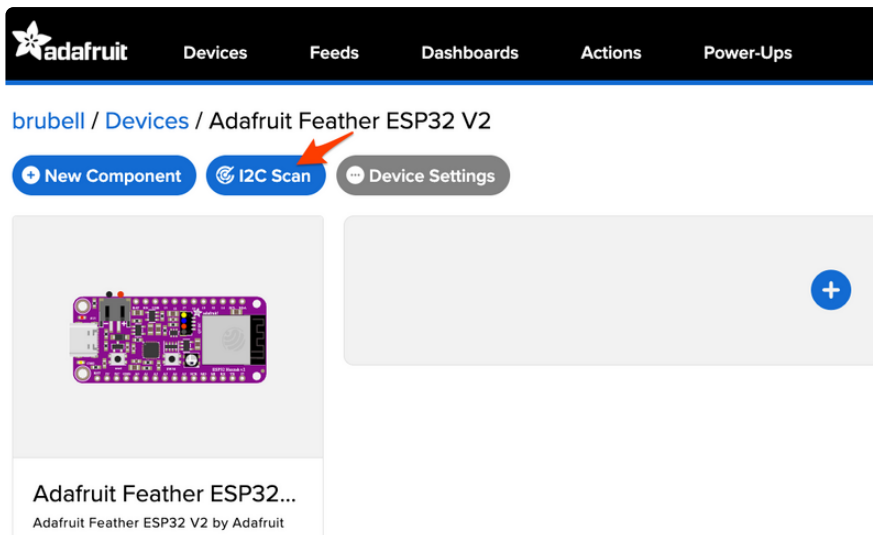 adafruit Devices Feeds Dashboards Actions Power-Ups
brubell / Devices / Adafruit Feather ESP32 V2
New Component I2C Scan Device Settings
Adafruit Feather ESP32...
Adafruit Feather ESP32 V2 by Adafruit